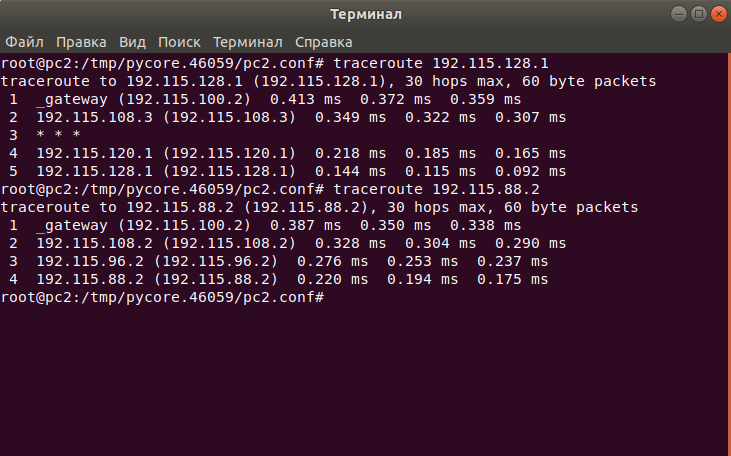 Терминал
Файл Правка Вид Поиск Терминал Справка
root@pc2:/tmp/pycore.46059/pc2.conf# traceroute 192.115.128.1
traceroute to 192.115.128.1 (192.115.128.1), 30 hops max, 60 byte packets
 1  _gateway (192.115.100.2)  0.413 ms  0.372 ms  0.359 ms
 2  192.115.108.3 (192.115.108.3)  0.349 ms  0.322 ms  0.307 ms
 3  * * *
 4  192.115.120.1 (192.115.120.1)  0.218 ms  0.185 ms  0.165 ms
 5  192.115.128.1 (192.115.128.1)  0.144 ms  0.115 ms  0.092 ms
root@pc2:/tmp/pycore.46059/pc2.conf# traceroute 192.115.88.2
traceroute to 192.115.88.2 (192.115.88.2), 30 hops max, 60 byte packets
 1  _gateway (192.115.100.2)  0.387 ms  0.350 ms  0.338 ms
 2  192.115.108.2 (192.115.108.2)  0.328 ms  0.304 ms  0.290 ms
 3  192.115.96.2 (192.115.96.2)  0.276 ms  0.253 ms  0.237 ms
 4  192.115.88.2 (192.115.88.2)  0.220 ms  0.194 ms  0.175 ms
root@pc2:/tmp/pycore.46059/pc2.conf#